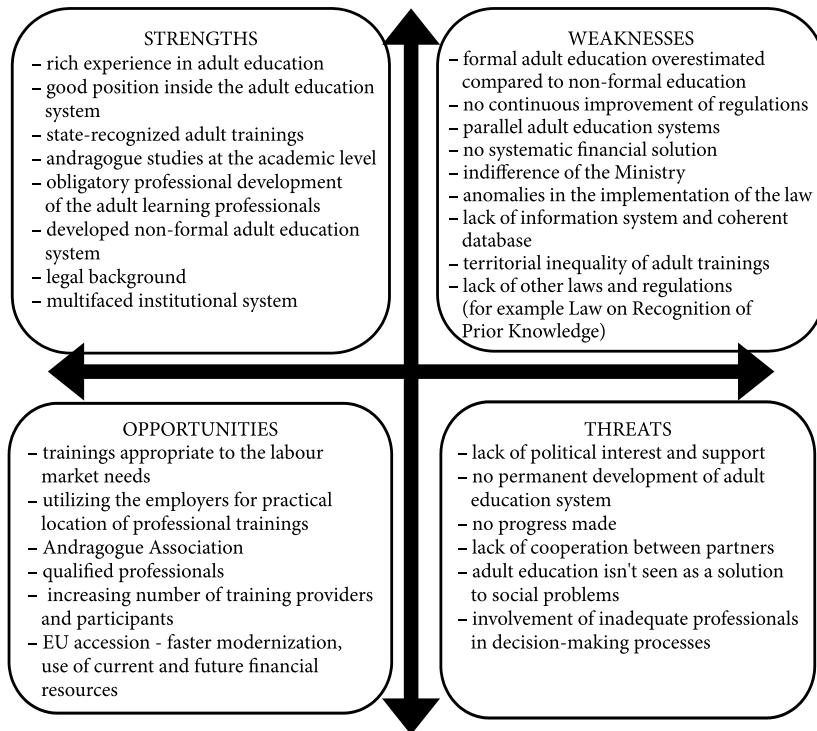 STRENGTHS
– rich experience in adult education
– good position inside the adult education
system
– state-recognized adult trainings
– andragogue studies at the academic level
– obligatory professional development
of the adult learning professionals
– developed non-formal adult education
system
– legal background
– multifaced institutional system
WEAKNESSES
– formal adult education overestimated
compared to non-formal education
– no continuous improvement of regulations
– parallel adult education systems
– no systematic financial solution
– indifference of the Ministry
– anomalies in the implementation of the law
– lack of information system and coherent
database
– territorial inequality of adult trainings
– lack of other laws and regulations
(for example Law on Recognition of
Prior Knowledge)
OPPORTUNITIES
– trainings appropriate to the labour
market needs
– utilizing the employers for practical
location of professional trainings
– Andragogue Association
– qualified professionals
– increasing number of training providers
and participants
– EU accession - faster modernization,
use of current and future financial
resources
THREATS
– lack of political interest and support
– no permanent development of adult
education system
– no progress made
– lack of cooperation between partners
– adult education isn't seen as a solution
to social problems
– involvement of inadequate professionals
in decision-making processes